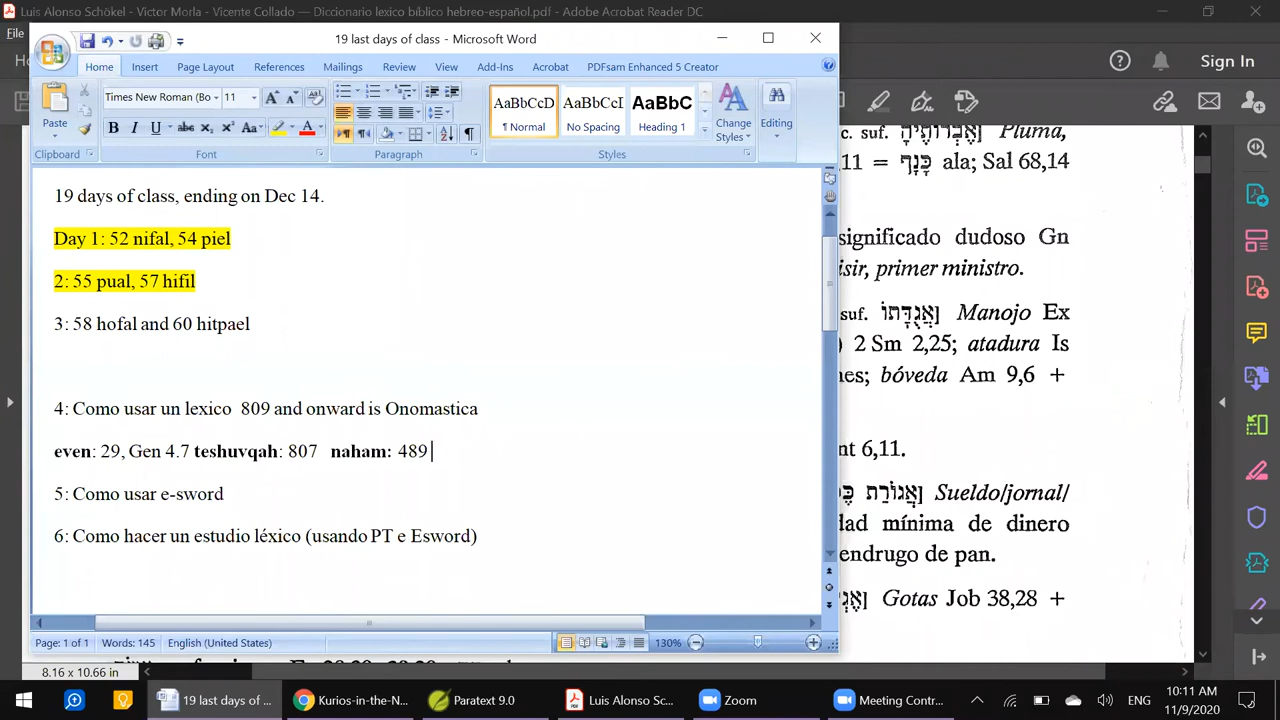 Luis Alonso Schökel - Victor Morla - Vicente Collado — Diccionario lexico bíblico hebreo-español.pdf - Adobe Acrobat Reader DC
19 last days of class - Microsoft Word
Sign In
Home Insert Page Layout References Mailings Review View Add-Ins Acrobat PDFsam Enhanced 5 Creator
Times New Roman (Bo 11
Paste
AaBbCcD AaBbCcI AaBbC
¶ Normal No Spacing Heading 1
Change Styles
Editing
Clipboard Font Paragraph Styles
19 days of class, ending on Dec 14.
Day 1: 52 nifal, 54 piel
2: 55 pual, 57 hifil
3: 58 hofal and 60 hitpael
4: Como usar un lexico 809 and onward is Onomastica
even: 29, Gen 4.7 teshuvqah: 807 naham: 489
5: Como usar e-sword
6: Como hacer un estudio léxico (usando PT e Esword)
c. suf. Pluma,
11 = כָּנָף ala; Sal 68,14
significado dudoso Gn
isir, primer ministro.
suf. Manojo Ex
) 2 Sm 2,25; atadura Is
nes; bóveda Am 9,6 +
nt 6,11.
Sueldo/jornal/
dad mínima de dinero
endrugo de pan.
Gotas Job 38,28 +
Page: 1 of 1 Words: 145 English (United States) 130%
8.16 x 10.66 in
19 last days of ... Kurios-in-the-N... Paratext 9.0 Luis Alonso Sc... Zoom Meeting Contr...
ENG
10:11 AM
11/9/2020